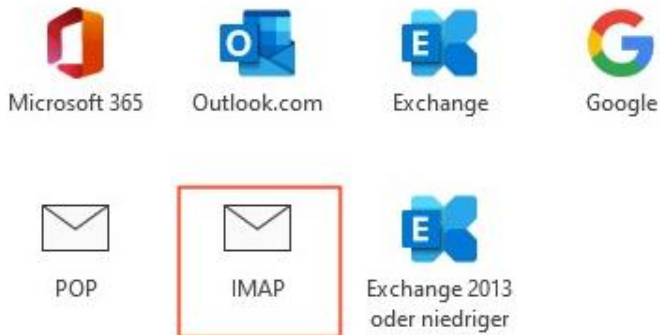 Microsoft 365
Outlook.com
Exchange
Google
POP
IMAP
Exchange 2013
oder niedriger